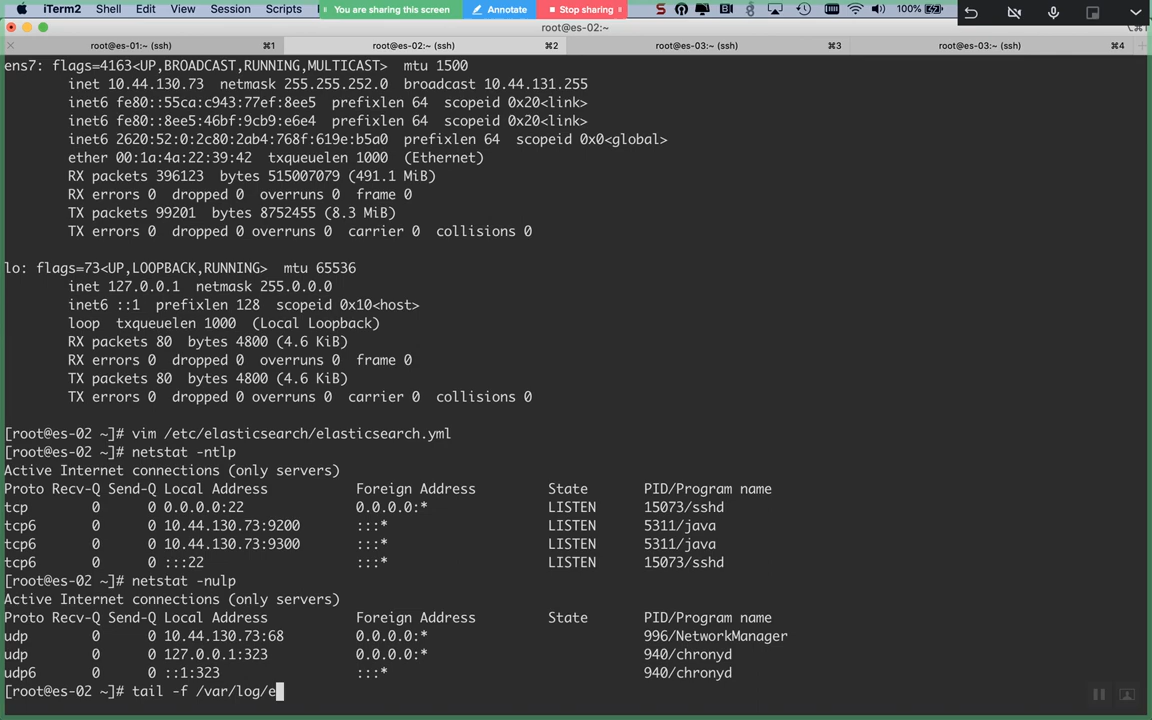 iTerm2 Shell Edit View Session Scripts You are sharing this screen Annotate Stop sharing 100%
root@es-02:~ (ssh)
root@es-01:~ (ssh) ⌘1 root@es-02:~ (ssh) ⌘2 root@es-03:~ (ssh) ⌘3 root@es-03:~ (ssh) ⌘4
ens7: flags=4163<UP,BROADCAST,RUNNING,MULTICAST> mtu 1500
inet 10.44.130.73 netmask 255.255.252.0 broadcast 10.44.131.255
inet6 fe80::55ca:c943:77ef:8ee5 prefixlen 64 scopeid 0x20<link>
inet6 fe80::8ee5:46bf:9cb9:e6e4 prefixlen 64 scopeid 0x20<link>
inet6 2620:52:0:2c80:2ab4:768f:619e:b5a0 prefixlen 64 scopeid 0x0<global>
ether 00:1a:4a:22:39:42 txqueuelen 1000 (Ethernet)
RX packets 396123 bytes 515007079 (491.1 MiB)
RX errors 0 dropped 0 overruns 0 frame 0
TX packets 99201 bytes 8752455 (8.3 MiB)
TX errors 0 dropped 0 overruns 0 carrier 0 collisions 0
lo: flags=73<UP,LOOPBACK,RUNNING> mtu 65536
inet 127.0.0.1 netmask 255.0.0.0
inet6 ::1 prefixlen 128 scopeid 0x10<host>
loop txqueuelen 1000 (Local Loopback)
RX packets 80 bytes 4800 (4.6 KiB)
RX errors 0 dropped 0 overruns 0 frame 0
TX packets 80 bytes 4800 (4.6 KiB)
TX errors 0 dropped 0 overruns 0 carrier 0 collisions 0
[root@es-02 ~]# vim /etc/elasticsearch/elasticsearch.yml
[root@es-02 ~]# netstat -ntlp
Active Internet connections (only servers)
Proto Recv-Q Send-Q Local Address Foreign Address State PID/Program name
tcp 0 0 0.0.0.0:22 0.0.0.0:* LISTEN 15073/sshd
tcp6 0 0 10.44.130.73:9200 :::* LISTEN 5311/java
tcp6 0 0 10.44.130.73:9300 :::* LISTEN 5311/java
tcp6 0 0 :::22 :::* LISTEN 15073/sshd
[root@es-02 ~]# netstat -nulp
Active Internet connections (only servers)
Proto Recv-Q Send-Q Local Address Foreign Address State PID/Program name
udp 0 0 10.44.130.73:68 0.0.0.0:* 996/NetworkManager
udp 0 0 127.0.0.1:323 0.0.0.0:* 940/chronyd
udp6 0 0 ::1:323 :::* 940/chronyd
[root@es-02 ~]# tail -f /var/log/e